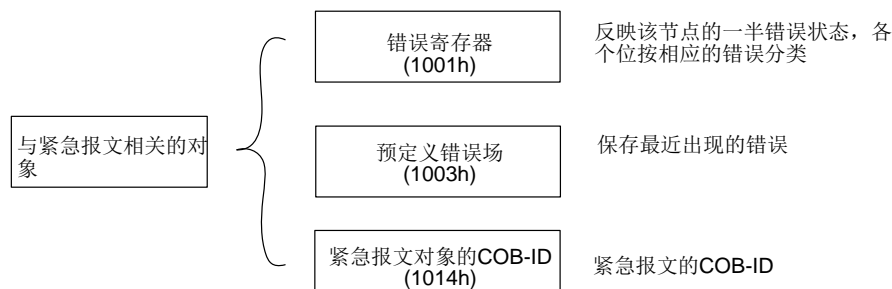 错误寄存器
(1001h)
反映该节点的一半错误状态，各
个位按相应的错误分类
与紧急报文相关的对
象
预定义错误场
(1003h)
保存最近出现的错误
紧急报文对象的COB-ID
(1014h)
紧急报文的COB-ID